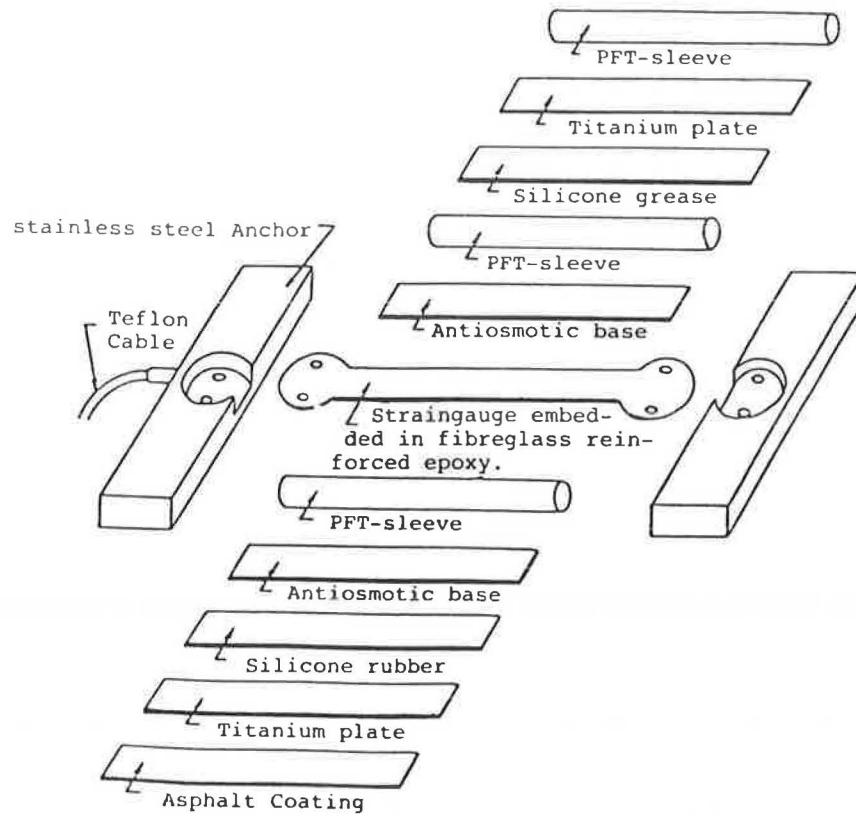 PFT-sleeve
Titanium plate
Silicone grease
stainless steel Anchor
PFT-sleeve
Teflon
Cable
Antiosmotic base
Straingauge embed-
ded in fibreglass rein-
forced epoxy.
PFT-sleeve
Antiosmotic base
Silicone rubber
Titanium plate
Asphalt Coating